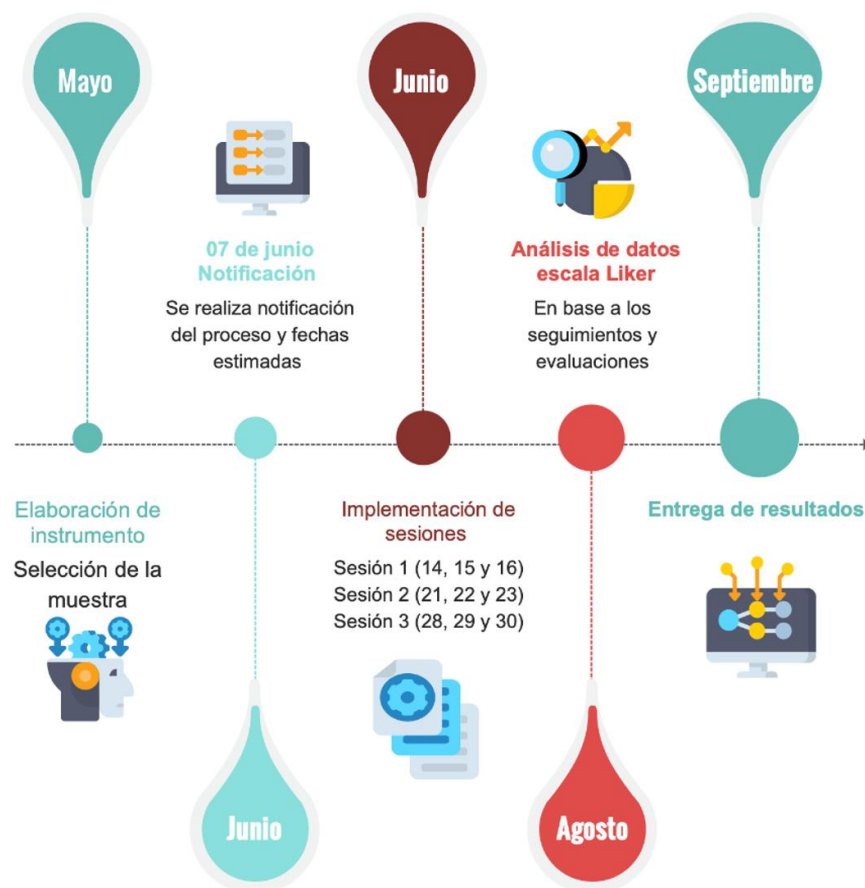 Mayo
Junio
Septiembre
07 de junio
Notificación
Se realiza notificación
del proceso y fechas
estimadas
Análisis de datos
escala Liker
En base a los
seguimientos y
evaluaciones
Elaboración de
instrumento
Selección de la
muestra
Implementación de
sesiones
Sesión 1 (14, 15 y 16)
Sesión 2 (21, 22 y 23)
Sesión 3 (28, 29 y 30)
Entrega de resultados
Junio
Agosto